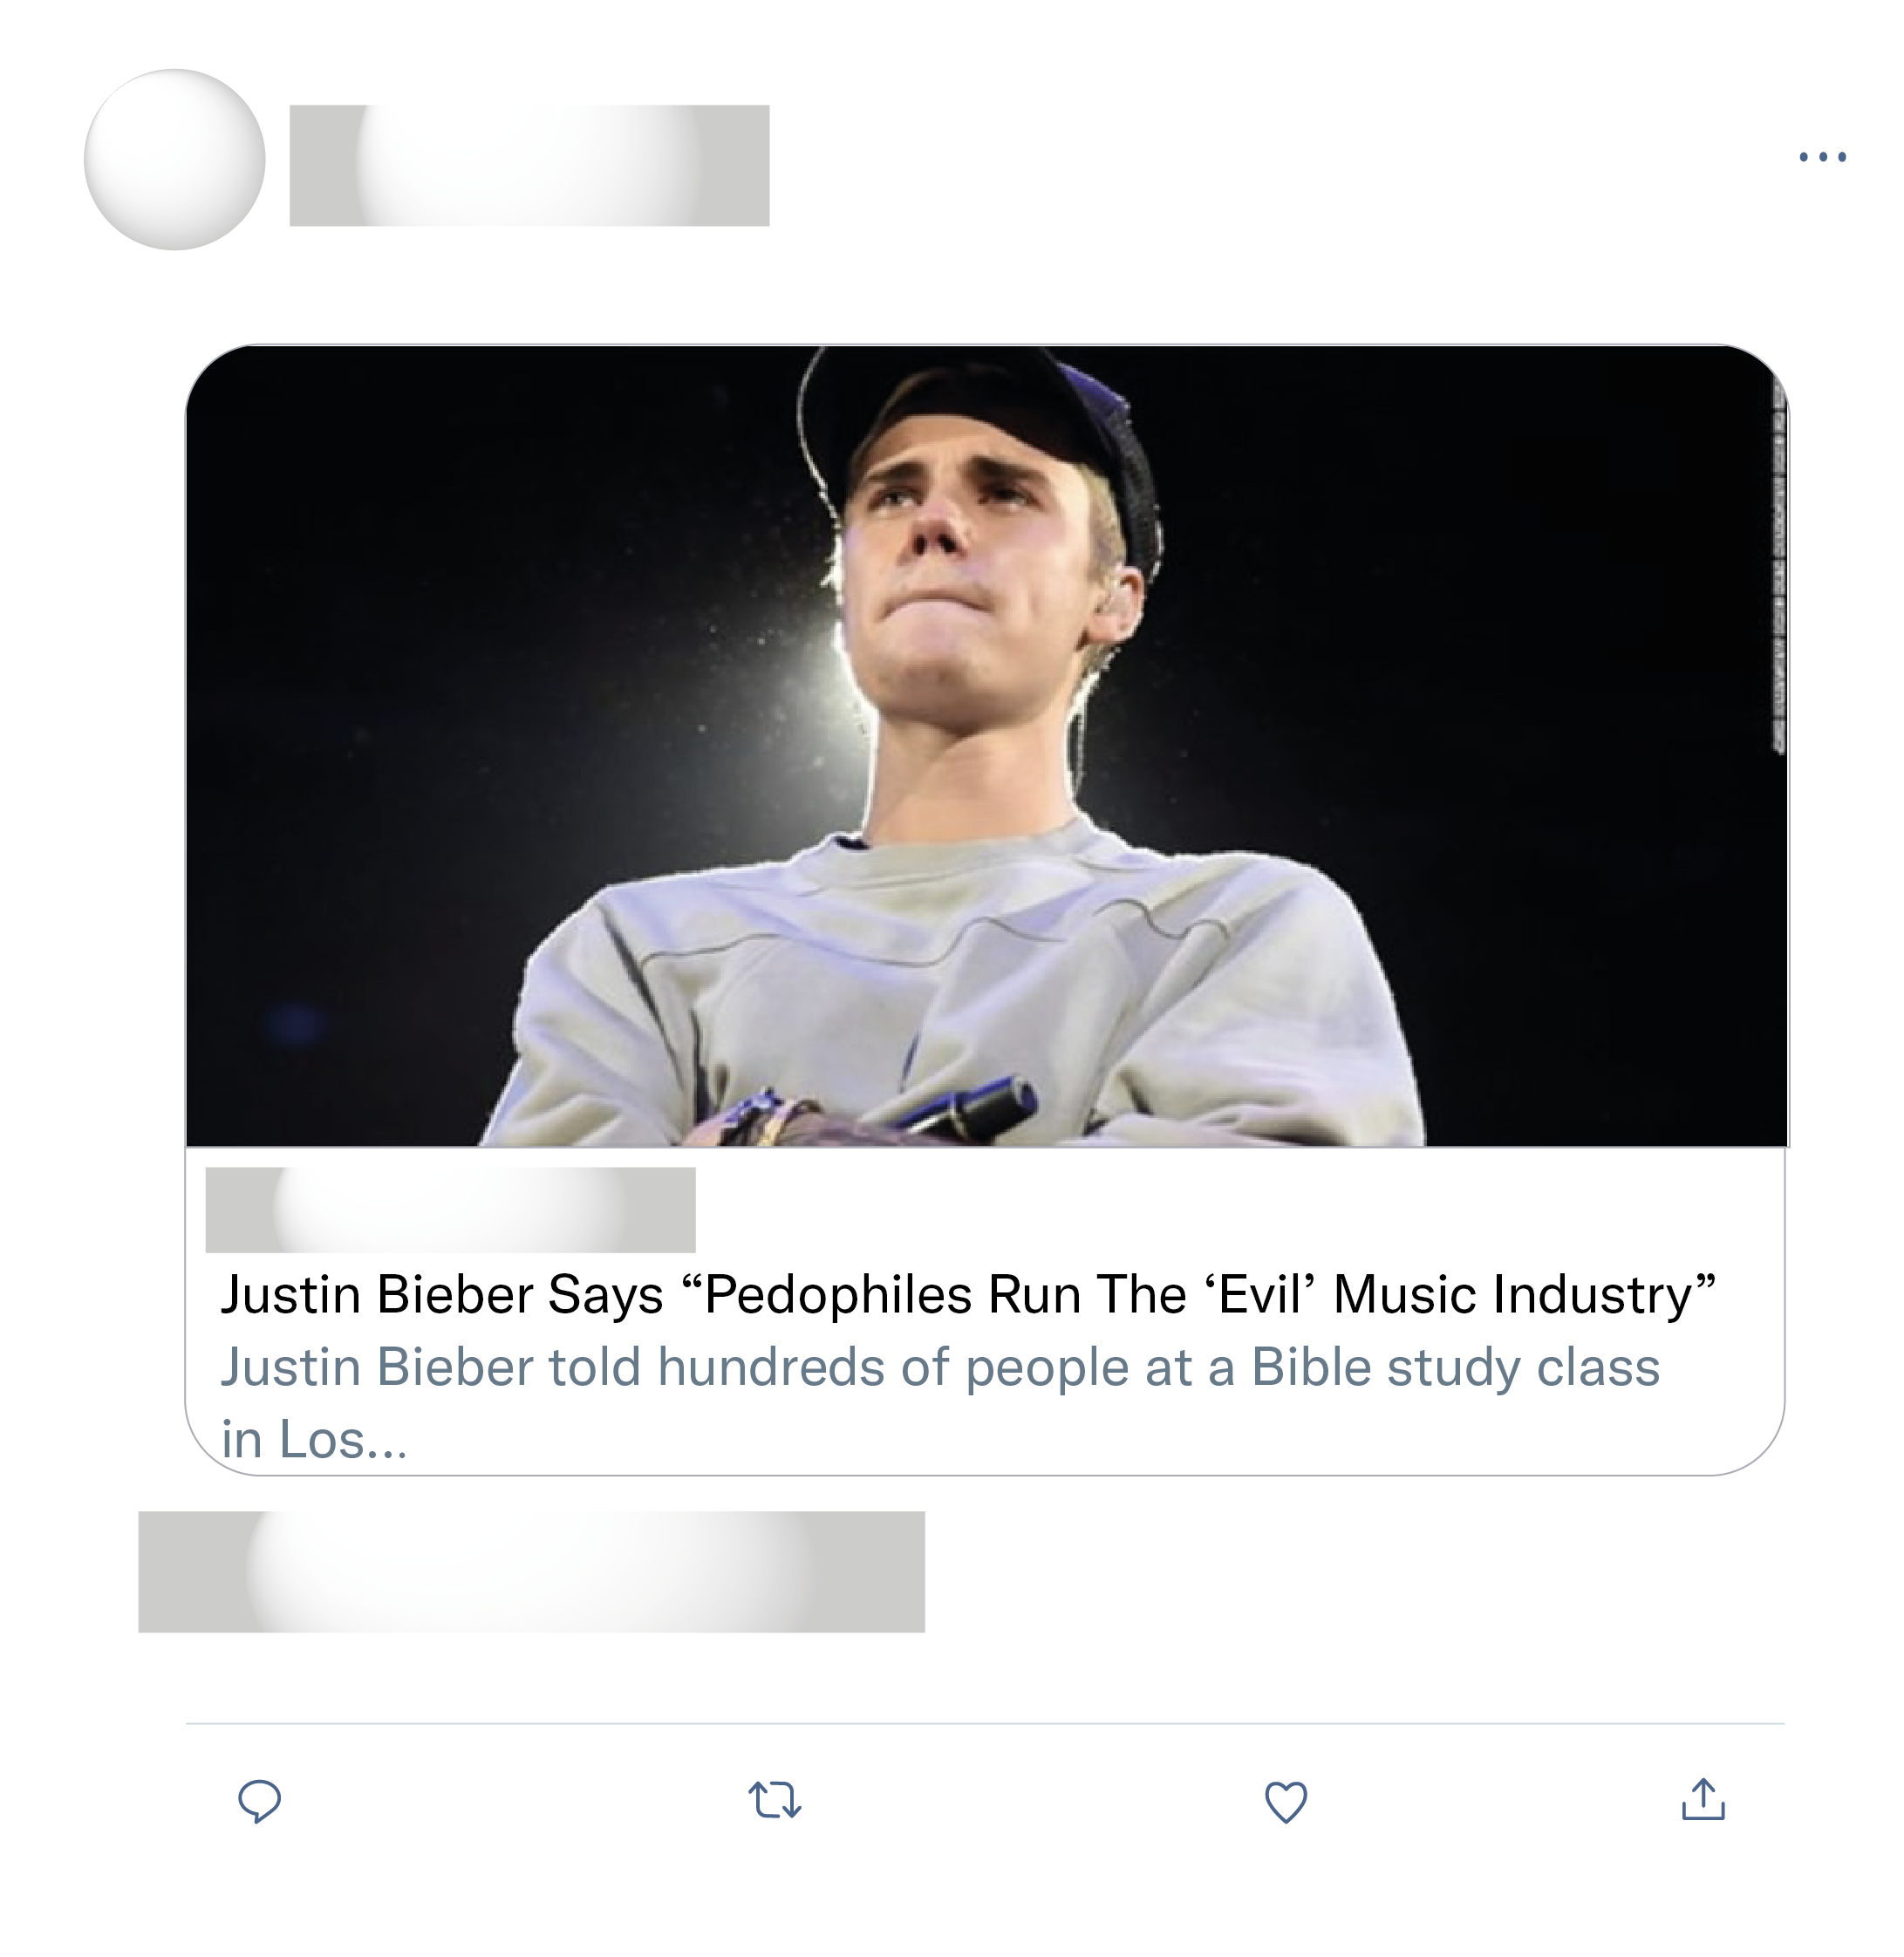 Justin Bieber Says “Pedophiles Run The ‘Evil’ Music Industry”
Justin Bieber told hundreds of people at a Bible study class
in Los...